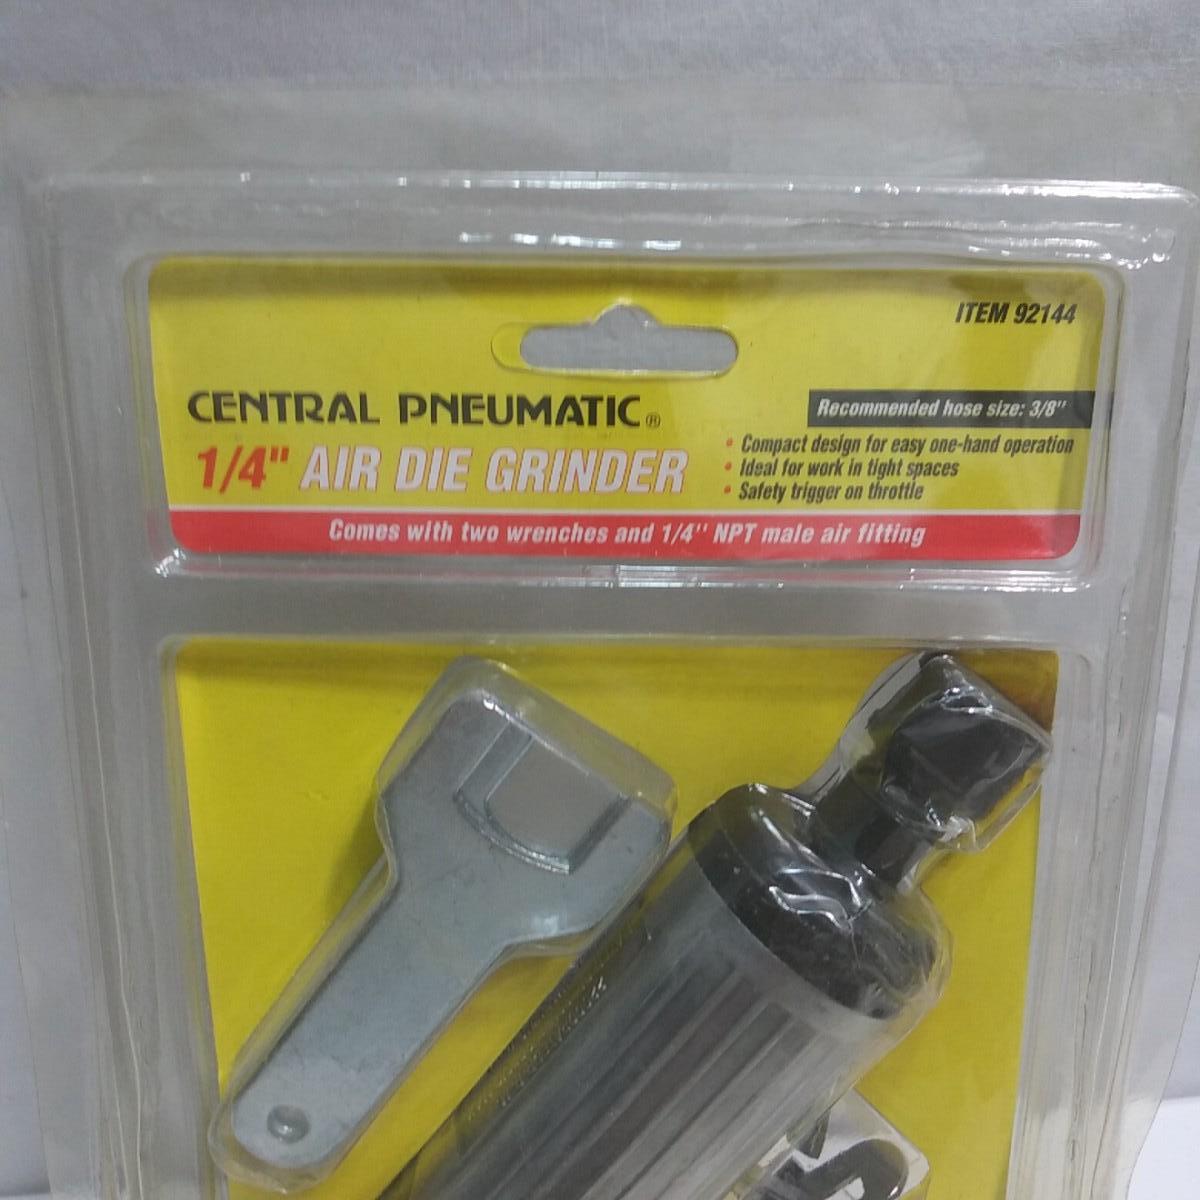 ITEM 92144
CENTRAL PNEUMATIC®
1/4" AIR DIE GRINDER
Recommended hose size: 3/8"
• Compact design for easy one-hand operation
• Ideal for work in tight spaces
• Safety trigger on throttle
Comes with two wrenches and 1/4" NPT male air fitting